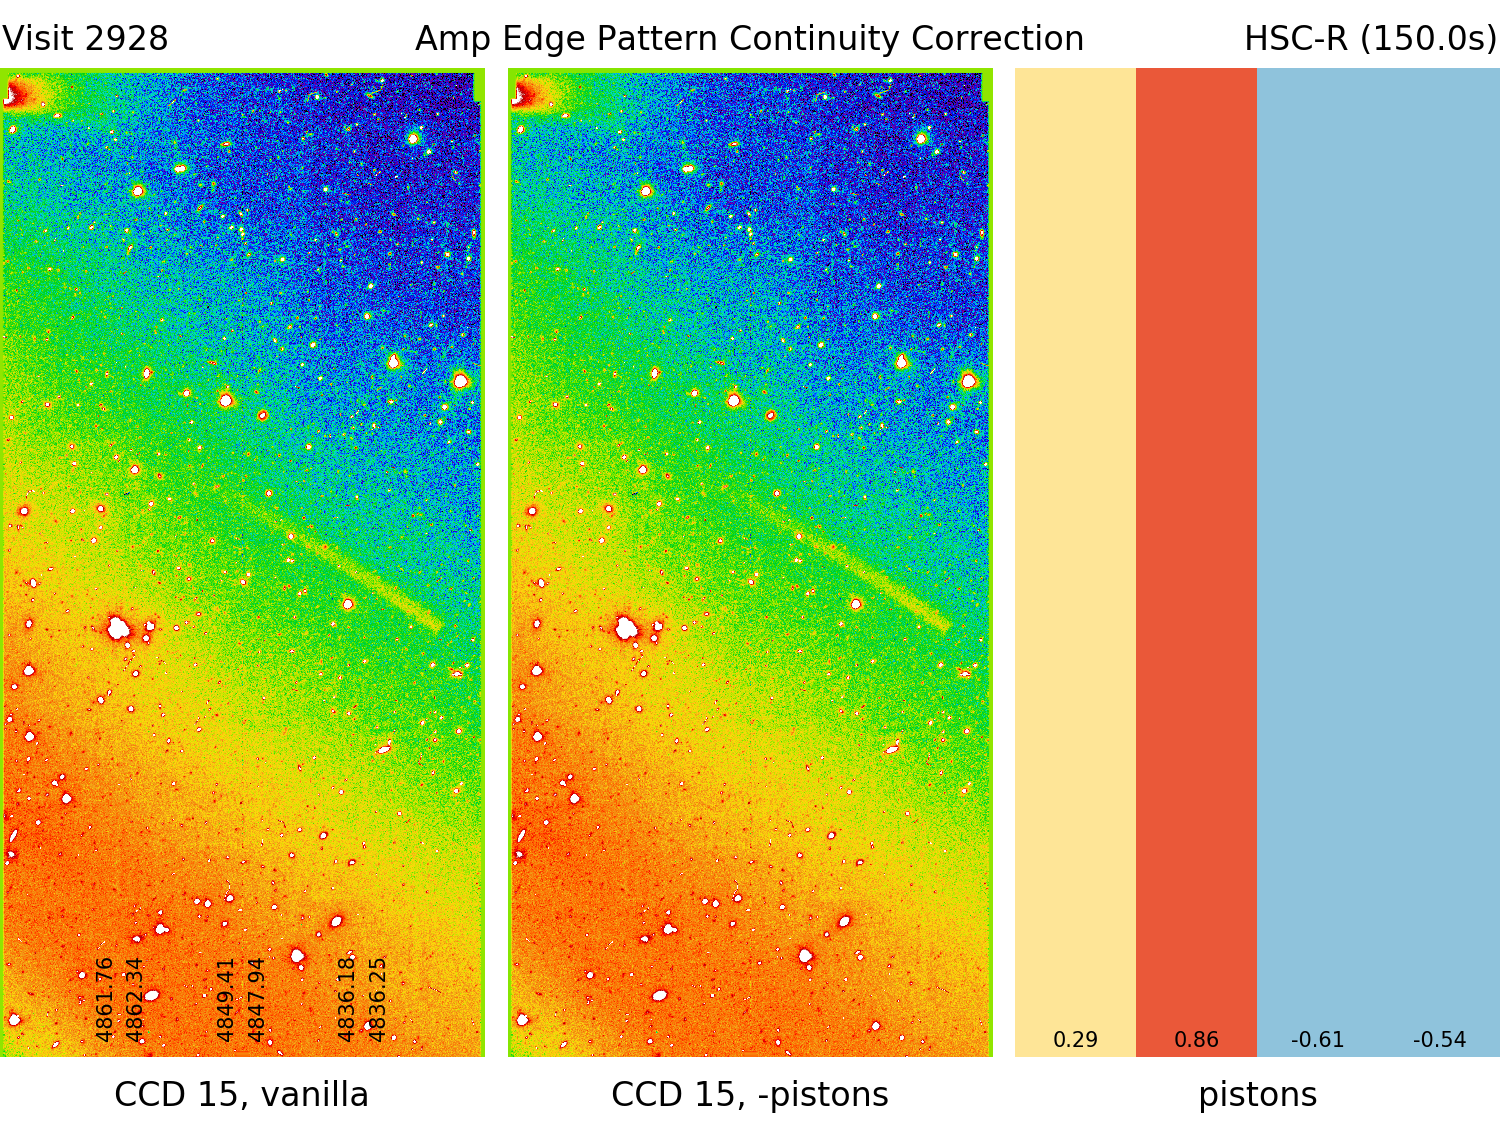 Visit 2928 Amp Edge Pattern Continuity Correction HSC-R (150.0s)
4861.76
4862.34
4849.41
4847.94
4836.18
4836.25
0.29 0.86 -0.61 -0.54
CCD 15, vanilla CCD 15, -pistons pistons